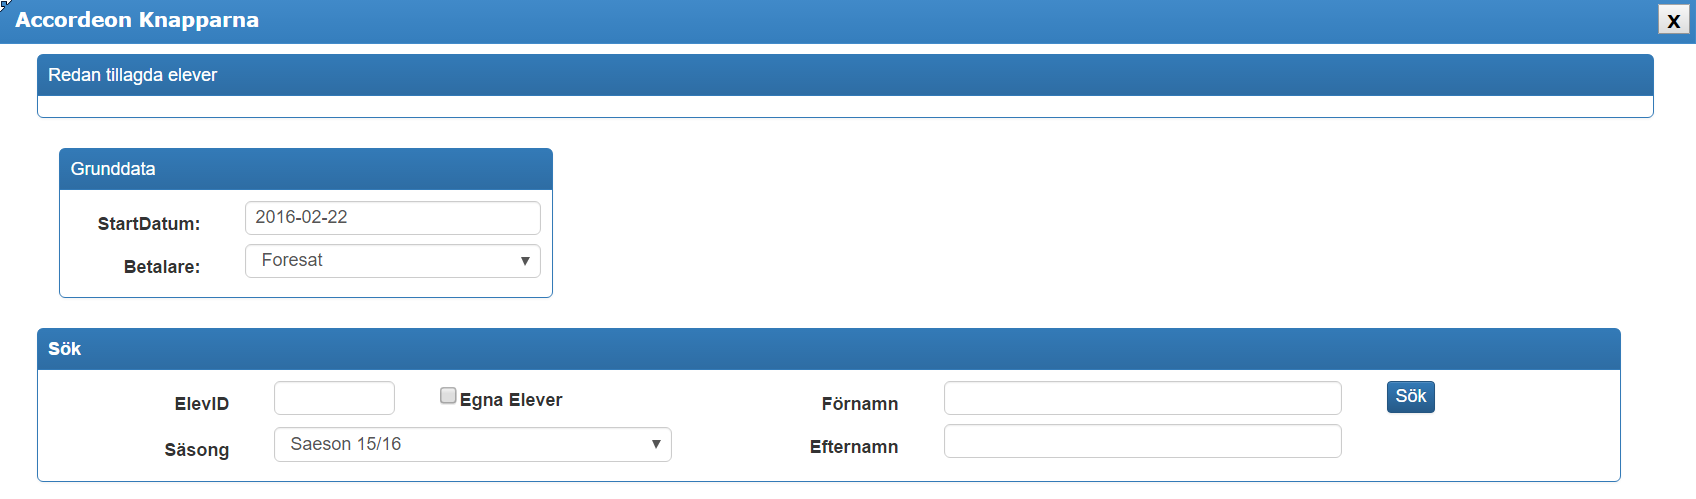 Accordeon Knapparna
X
Redan tillagda elever
Grunddata
StartDatum: 2016-02-22
Betalare: Foresat
Sök
ElevID Egna Elever Förnamn Sök
Säsong Saeson 15/16 Efternamn